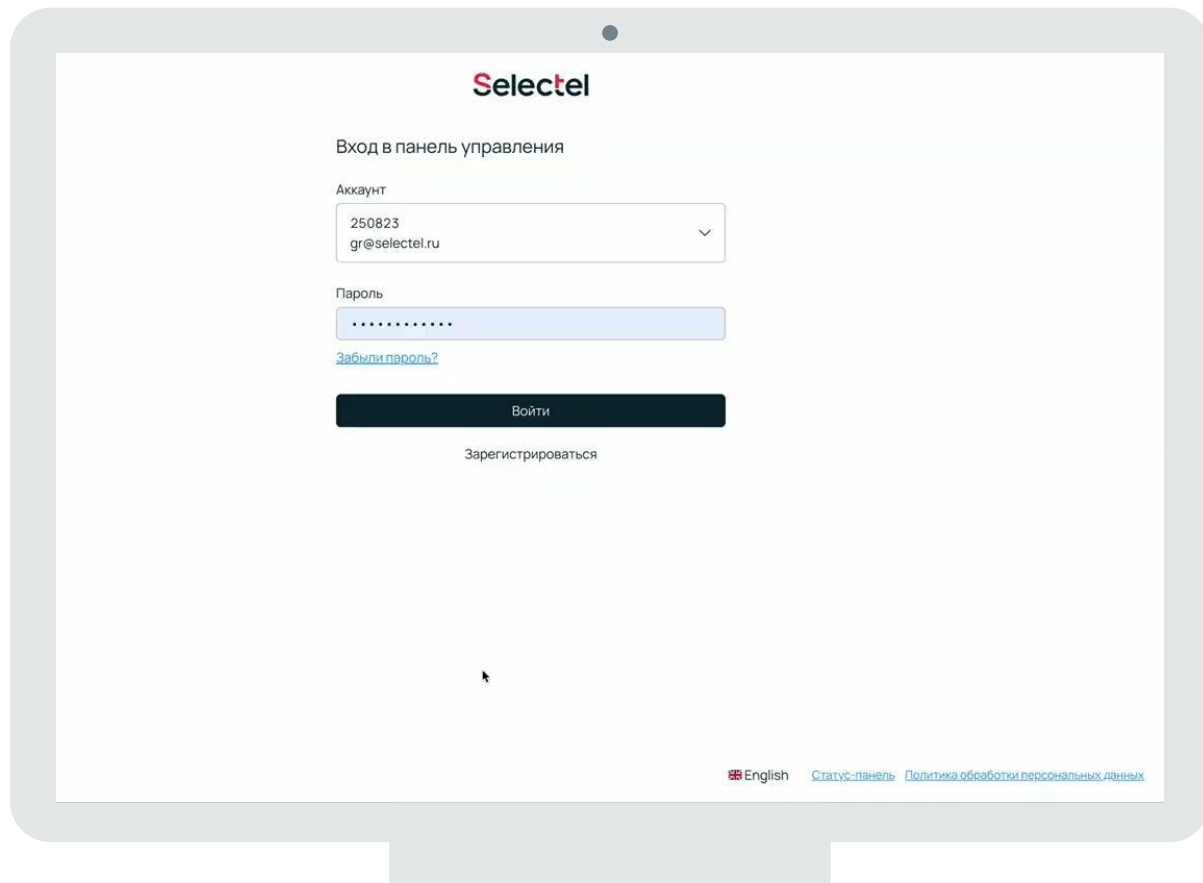 Selectel
Вход в панель управления
Аккаунт
250823
gr@selectel.ru
Пароль
••••••••••••
Забыли пароль?
Войти
Зарегистрироваться
English Статус-панель Политика обработки персональных данных